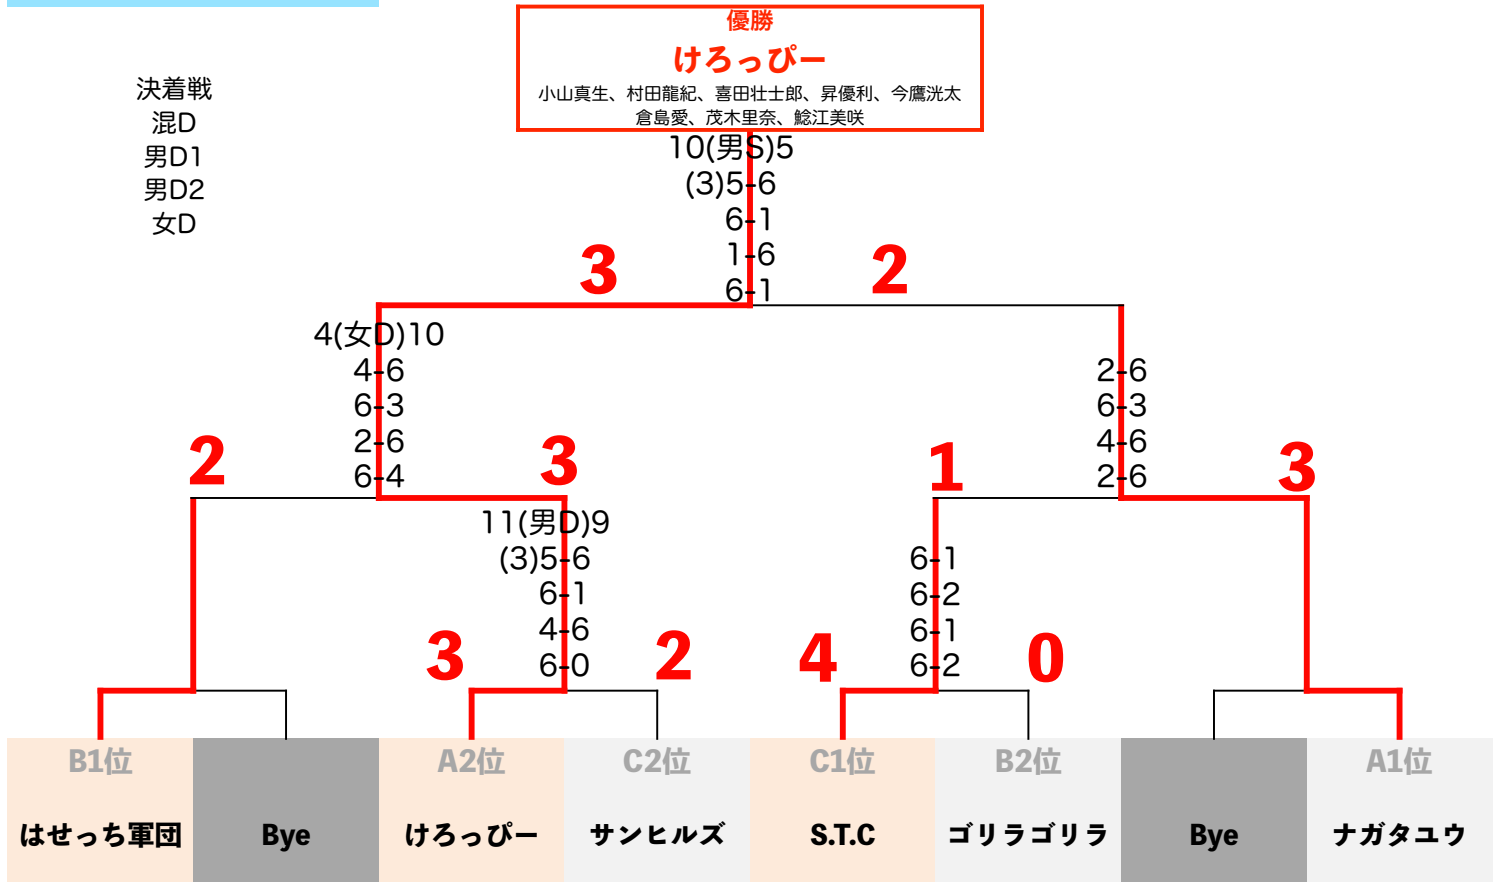 優勝
けろっぴー
小山真生、村田龍紀、喜田壮士郎、昇優利、今鷹洸太
倉島愛、茂木里奈、鯰江美咲
決着戦
混D
男D1
男D2
女D
10(男S)5
(3)5-6
6-1
1-6
6-1
3
2
4(女D)10
4-6
6-3
2-6
6-4
2
3
2-6
6-3
4-6
2-6
1
3
11(男D)9
(3)5-6
6-1
4-6
6-0
3
2
6-1
6-2
6-1
6-2
4
0
B1位
A2位
C2位
C1位
B2位
A1位
はせっち軍団
Bye
けろっぴー
サンヒルズ
S.T.C
ゴリラゴリラ
Bye
ナガタユウ